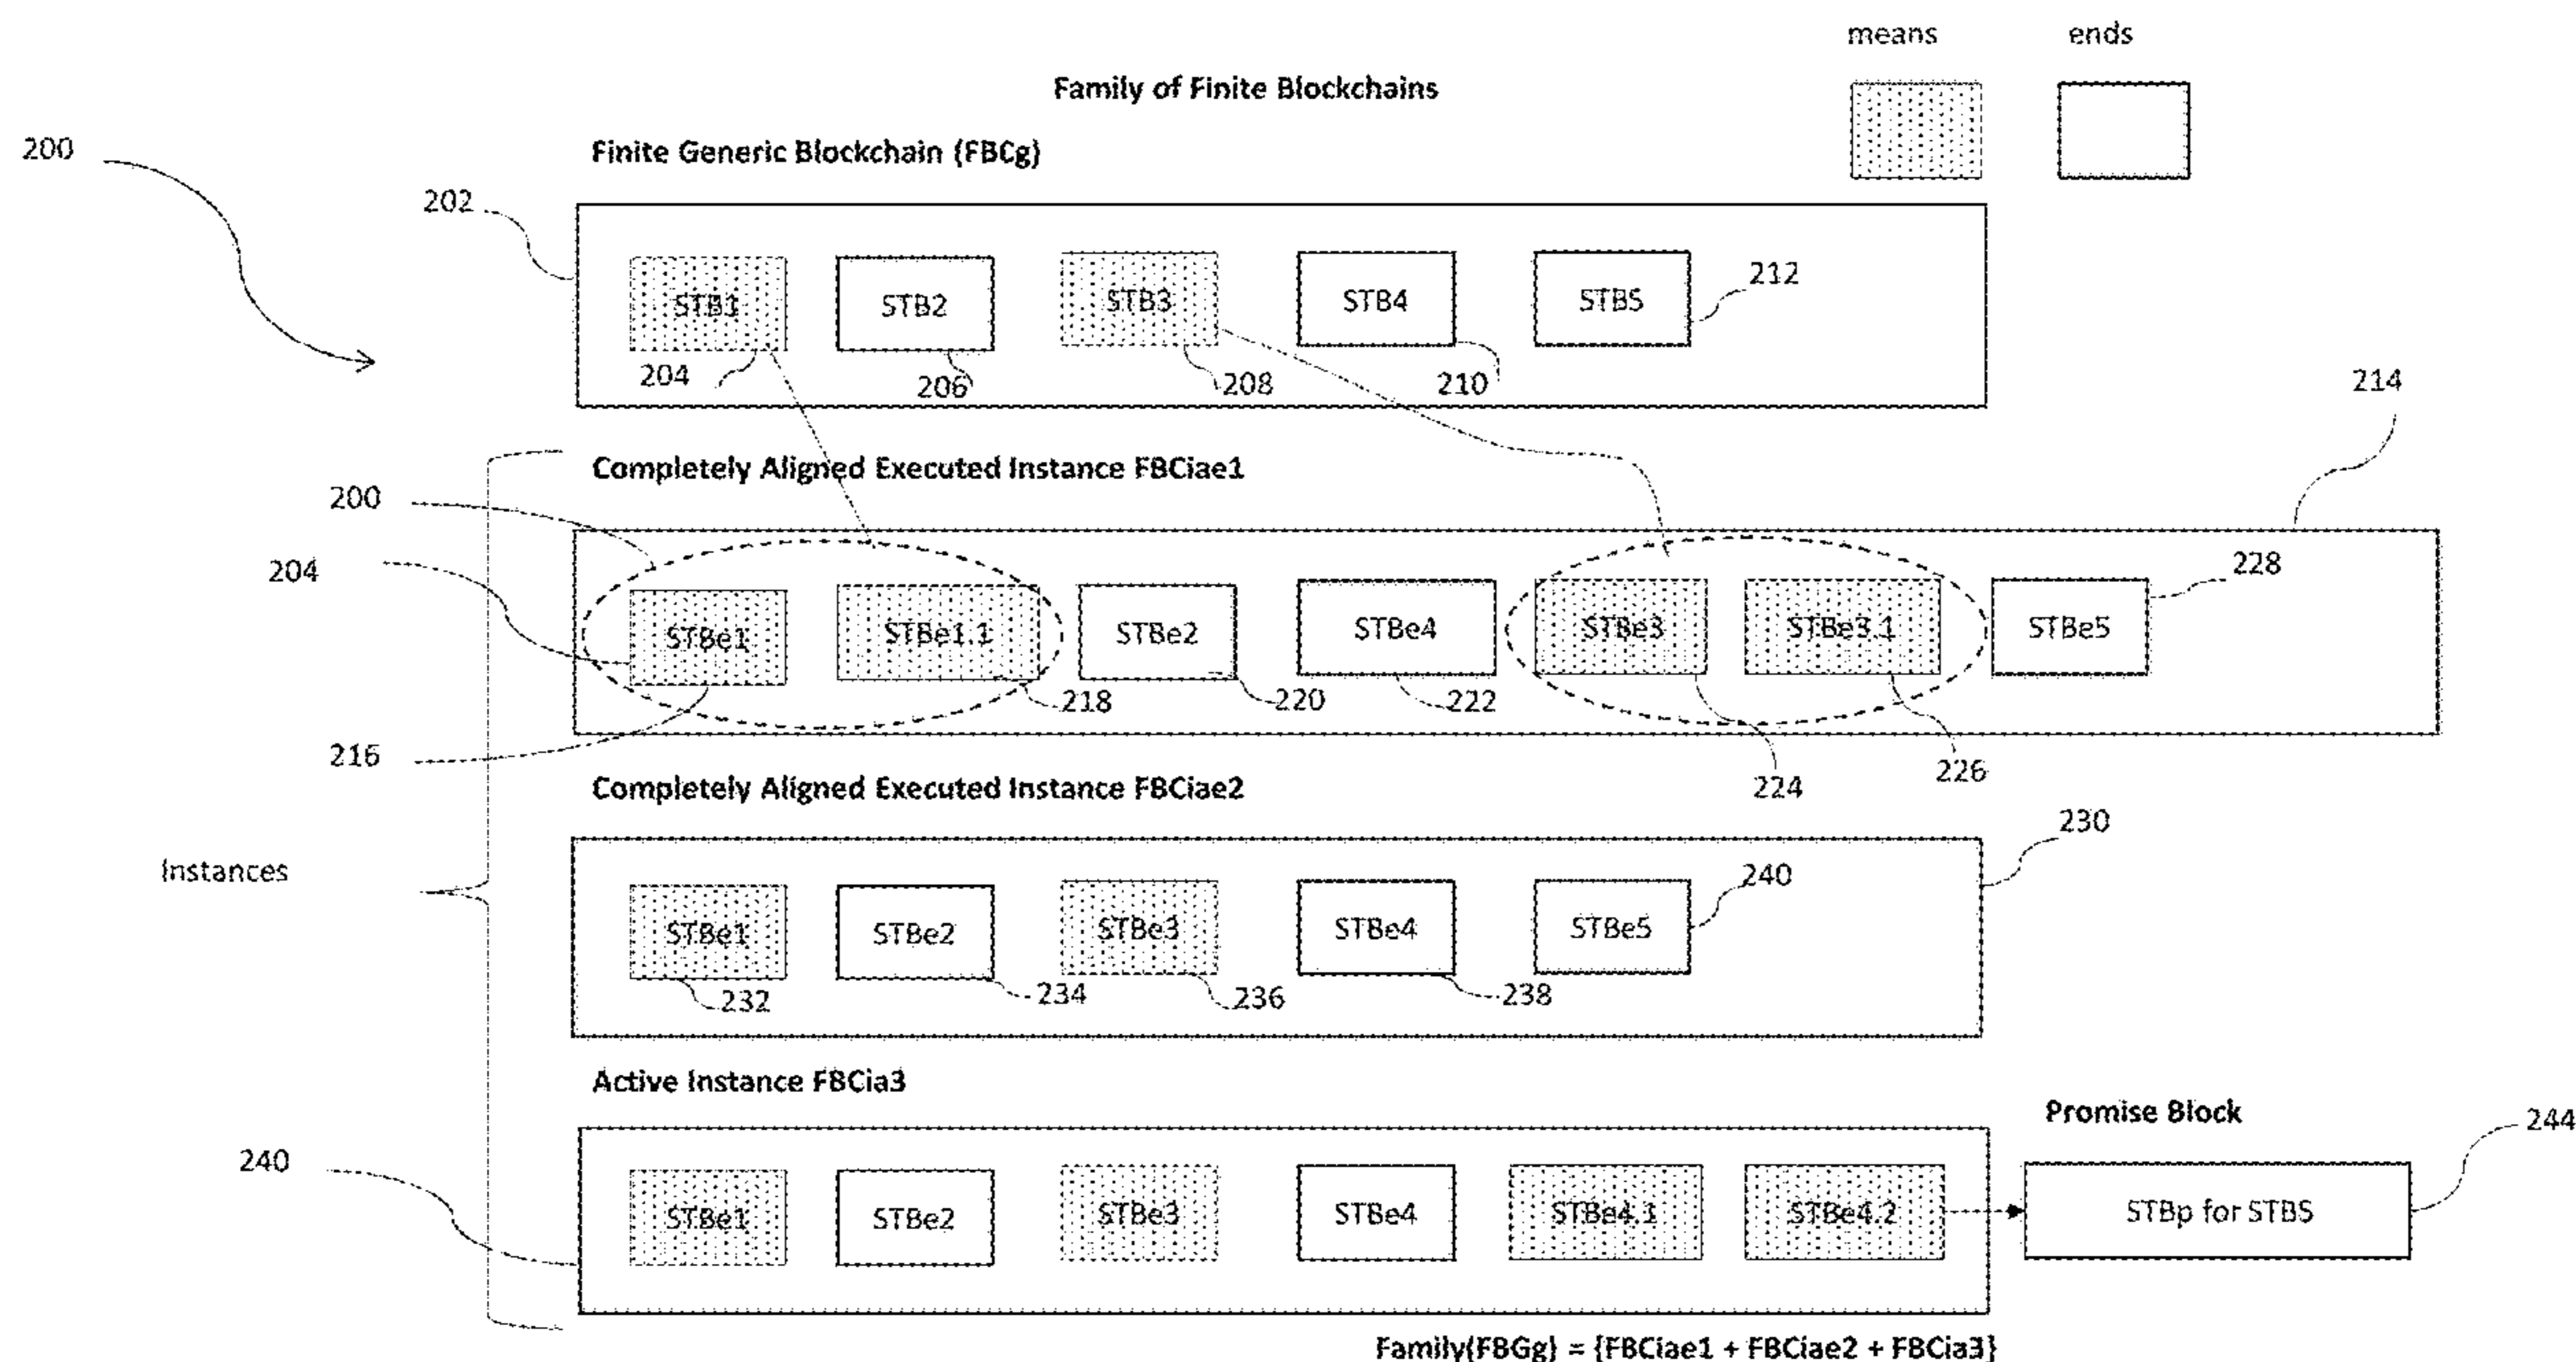 means ends
Family of Finite Blockchains
200
Finite Generic Blockchain (FBCg)
202
STB1 STB2 STB3 STB4 STB5
212
204 206 208 210
214
Completely Aligned Executed Instance FBCiae1
200
204
228
STBe1 STBe1.1 STBe2 STBe4 STBe3 STBe3.1 STBe5
218 220 222
216
224 226
Completely Aligned Executed Instance FBCiae2
230
Instances
240
STBe1 STBe2 STBe3 STBe4 STBe5
232 234 236 238
Active Instance FBCia3
Promise Block
244
240
STBe1 STBe2 STBe3 STBe4 STBe4.1 STBe4.2 STBp for STB5
Family(FBGg) = {FBCiae1 + FBCiae2 + FBCia3}